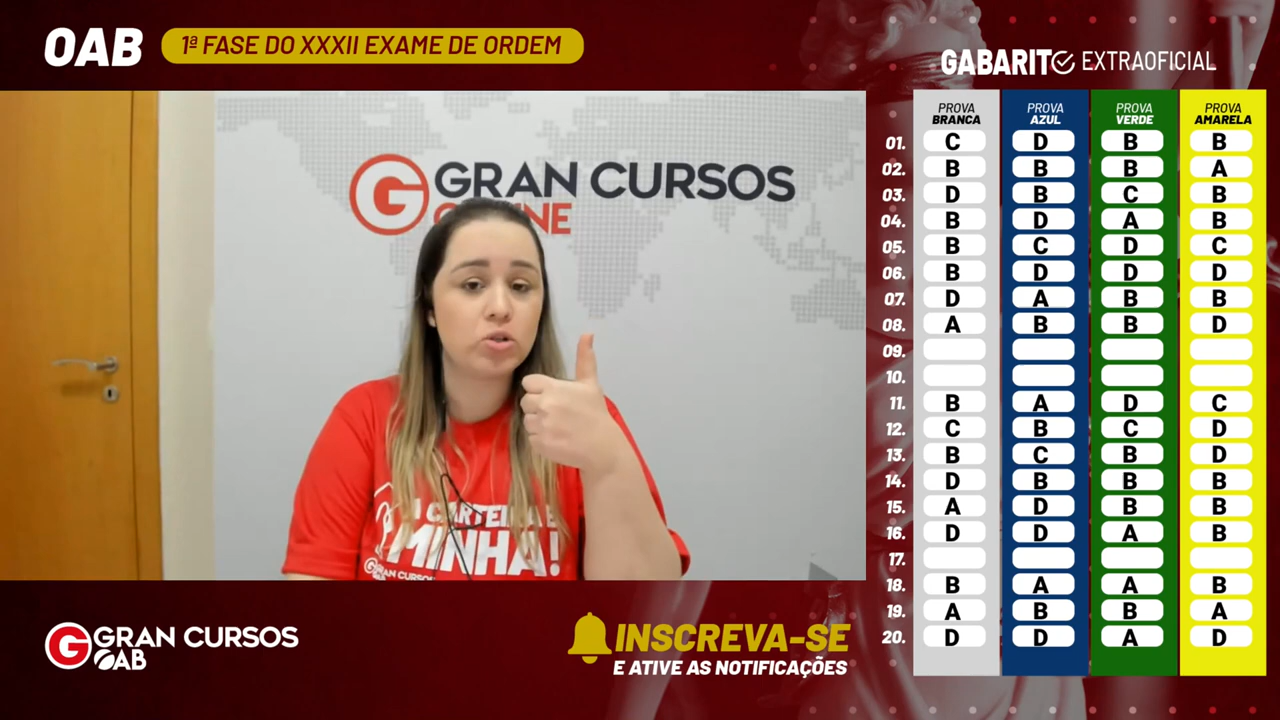 OAB
1ª FASE DO XXXII EXAME DE ORDEM
GABARITO EXTRAOFICIAL
GRAN CURSOS
MINHA!
GRAN CURSOS
OAB
INSCREVA-SE
E ATIVE AS NOTIFICAÇÕES
PROVA BRANCA PROVA AZUL PROVA VERDE PROVA AMARELA
01. C D B B
02. B B B A
03. D B C B
04. B D A B
05. B C D C
06. B D D D
07. D A B B
08. A B B D
09.
10.
11. B A D C
12. C B C D
13. B C B D
14. D B B B
15. A D B B
16. D D A B
17.
18. B A A B
19. A B B A
20. D D A D